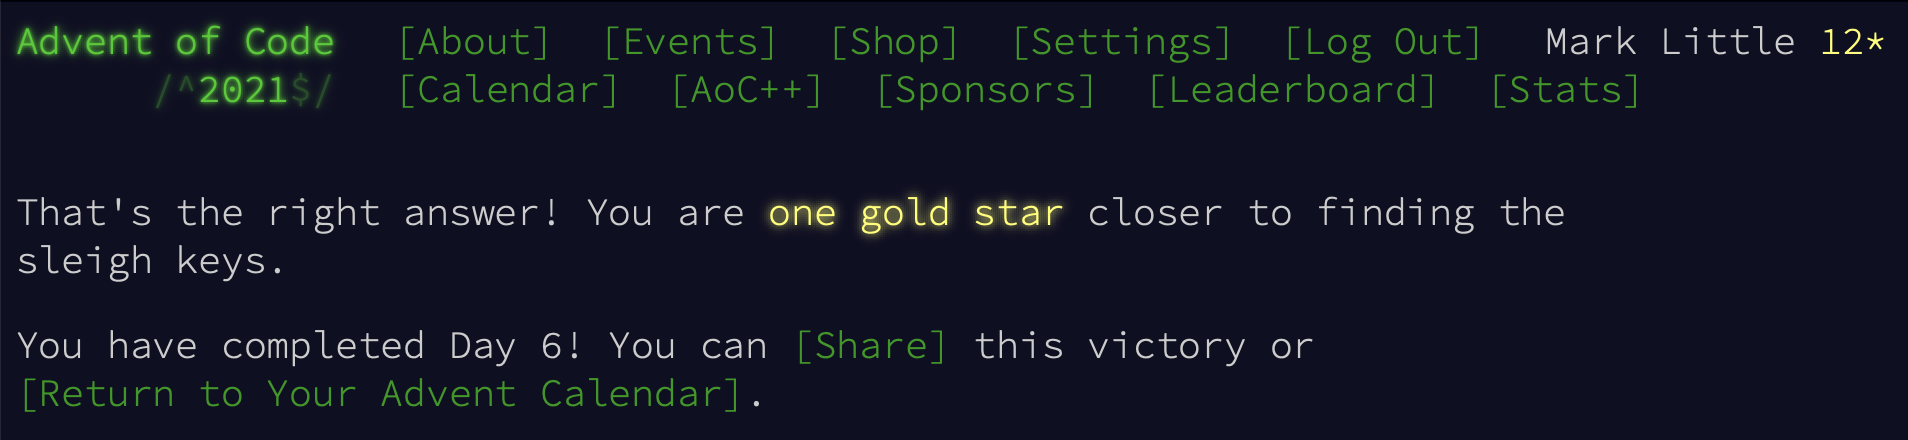 Advent of Code [About] [Events] [Shop] [Settings] [Log Out] Mark Little 12*
/^2021$/ [Calendar] [AoC++] [Sponsors] [Leaderboard] [Stats]
That's the right answer! You are one gold star closer to finding the
sleigh keys.
You have completed Day 6! You can [Share] this victory or
[Return to Your Advent Calendar].